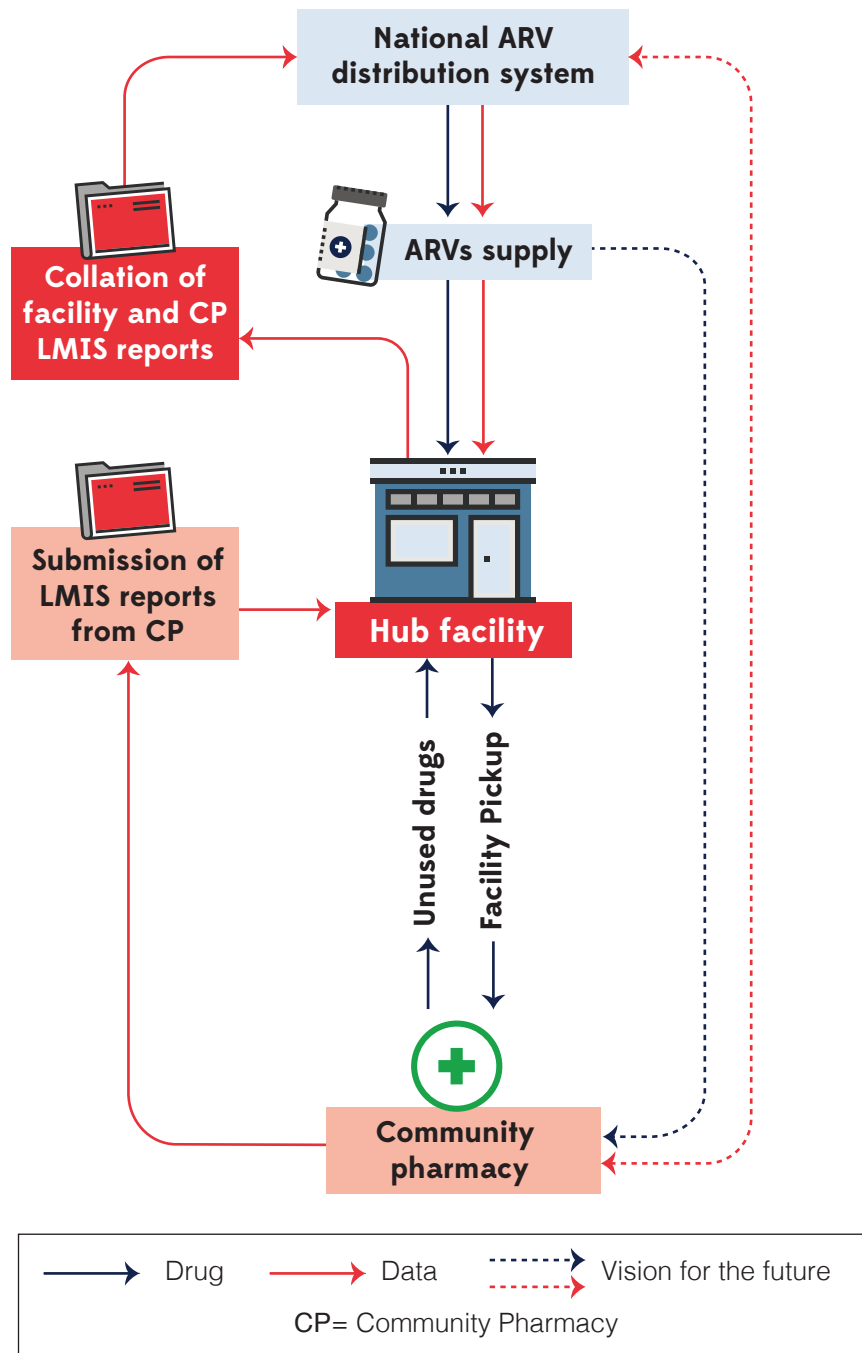 National ARV
distribution system
ARVs supply
Collation of
facility and CP
LMIS reports
Submission of
LMIS reports
from CP
Hub facility
Unused drugs
Facility Pickup
Community
pharmacy
Drug
Data
Vision for the future
CP= Community Pharmacy